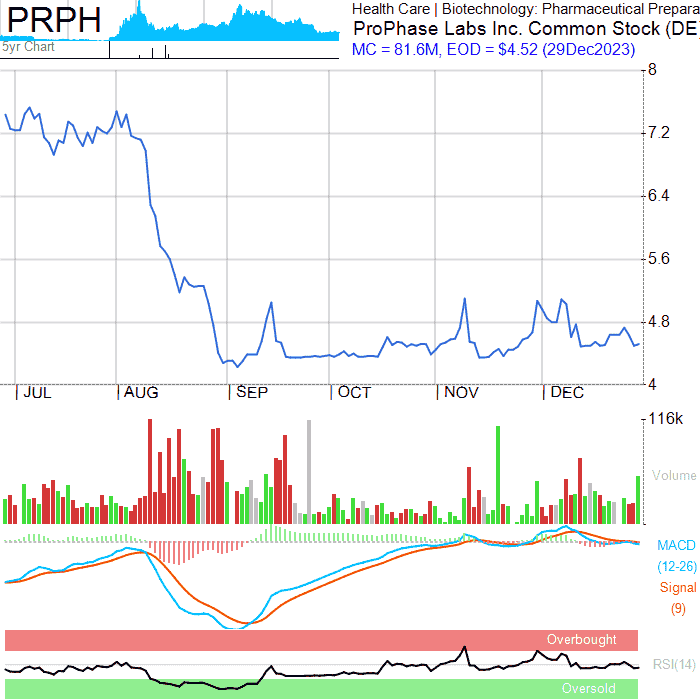 PRPH
Health Care | Biotechnology: Pharmaceutical Prepara
ProPhase Labs Inc. Common Stock (DE)
MC = 81.6M, EOD = $4.52 (29Dec2023)
5yr Chart
8
7.2
6.4
5.6
4.8
4
|JUL |AUG |SEP |OCT |NOV |DEC
116k
Volume
MACD
(12-26)
Signal
(9)
Overbought
RSI(14)
Oversold